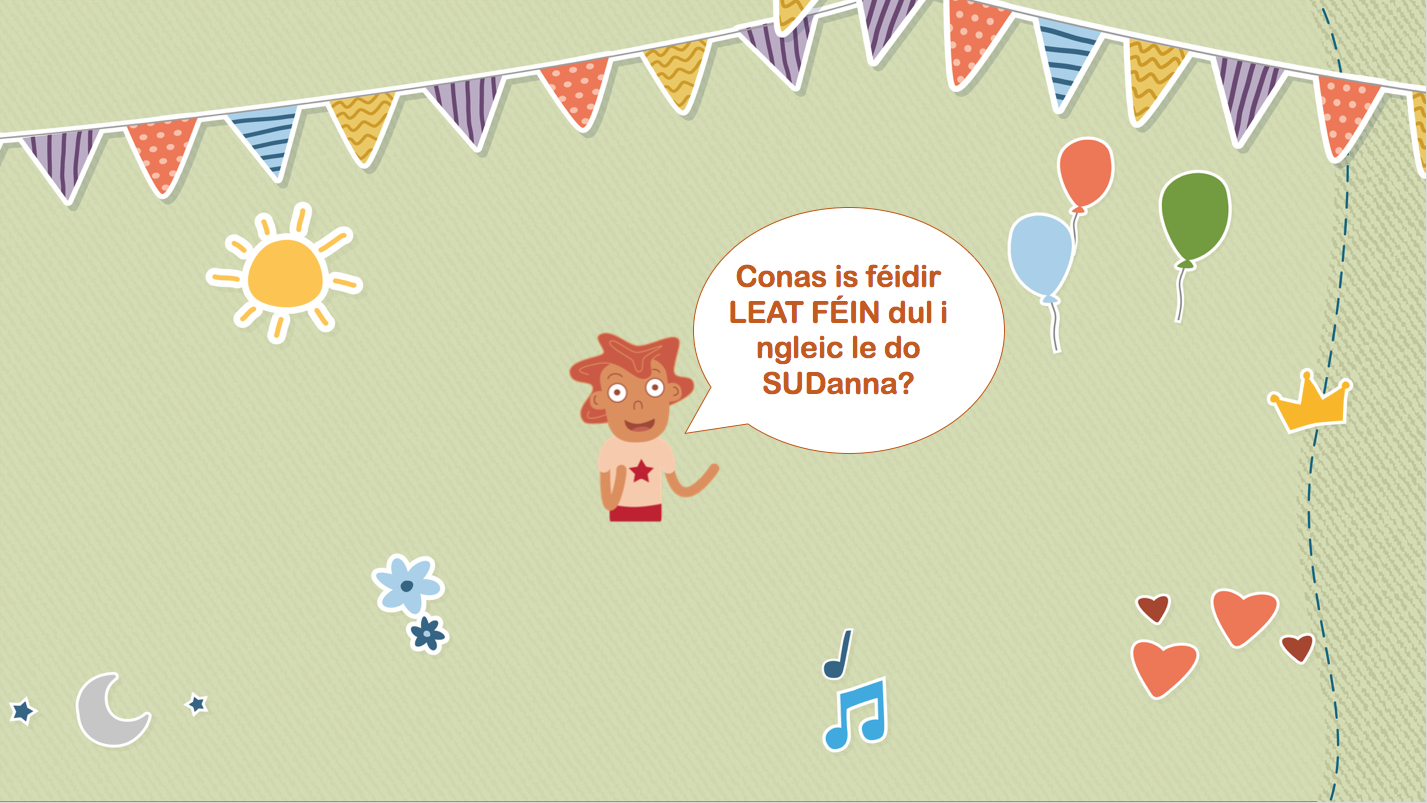 Conas is féidir
LEAT FÉIN dul i
ngleic le do
SUDanna?